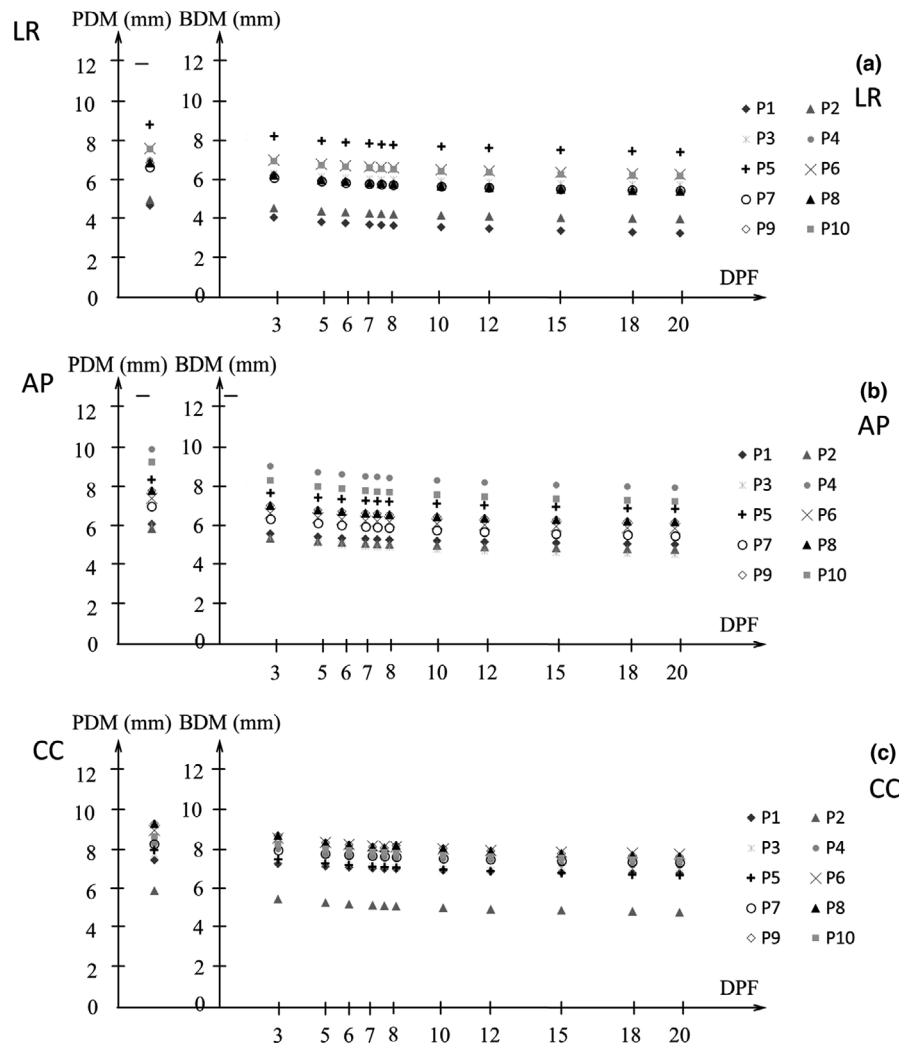 PDM (mm) BDM (mm)
LR
(a)
LR
12 12
10 10
8 8
6 6
4 4
2 2
0 0
P1 P2
P3 P4
P5 P6
P7 P8
P9 P10
DPF
3 5 6 7 8 10 12 15 18 20
PDM (mm) BDM (mm)
AP
(b)
AP
12 12
10 10
8 8
6 6
4 4
2 2
0 0
P1 P2
P3 P4
P5 P6
P7 P8
P9 P10
DPF
3 5 6 7 8 10 12 15 18 20
PDM (mm) BDM (mm)
CC
(c)
CC
12 12
10 10
8 8
6 6
4 4
2 2
0 0
P1 P2
P3 P4
P5 P6
P7 P8
P9 P10
DPF
3 5 6 7 8 10 12 15 18 20